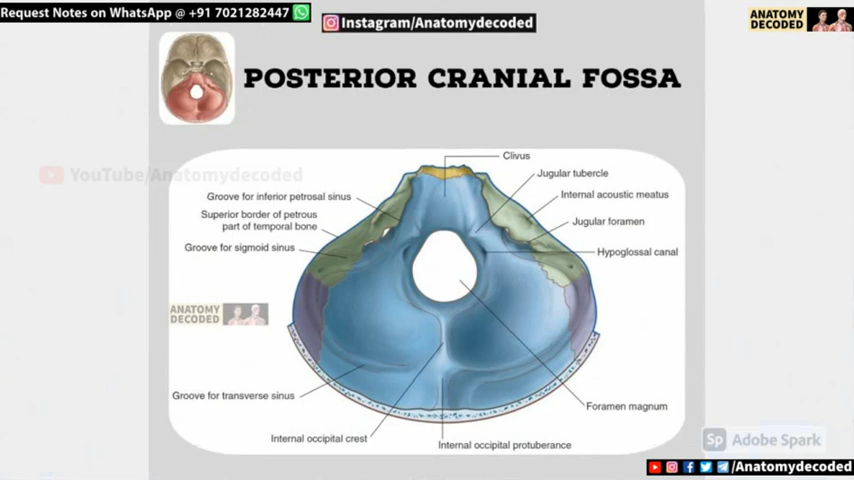 Request Notes on WhatsApp @ +91 7021282447
Instagram/Anatomydecoded
ANATOMY
DECODED
POSTERIOR CRANIAL FOSSA
YouTube/Anatomydecoded
Clivus
Jugular tubercle
Groove for inferior petrosal sinus
Internal acoustic meatus
Superior border of petrous
part of temporal bone
Jugular foramen
Groove for sigmoid sinus
Hypoglossal canal
ANATOMY
DECODED
Groove for transverse sinus
Foramen magnum
Internal occipital crest
Internal occipital protuberance
Sp Adobe Spark
/Anatomydecoded